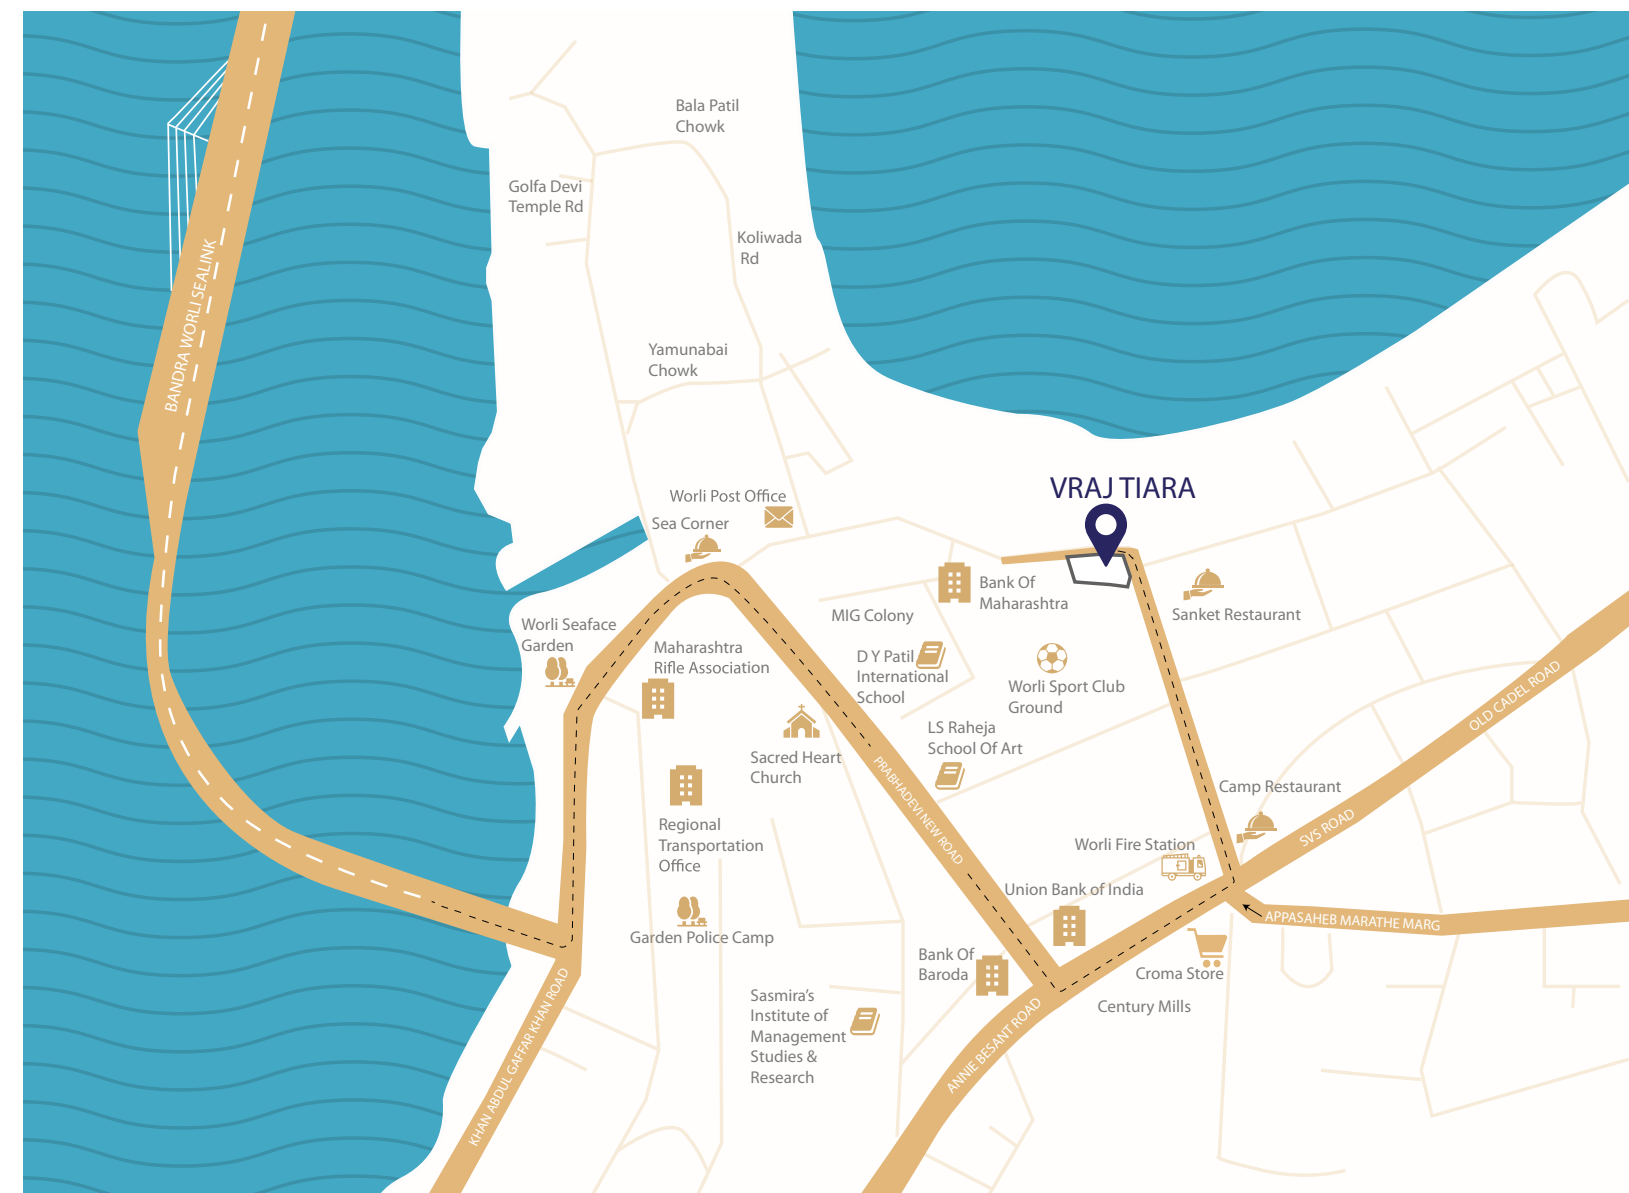 Bala Patil
Chowk
Golfa Devi
Temple Rd
Koliwada
Rd
BANDRA WORLI SEALINK
Yamunabai
Chowk
VRAJ TIARA
Worli Post Office
Sea Corner
Bank Of
Maharashtra
Sanket Restaurant
MIG Colony
Worli Seaface
Garden
Maharashtra
Rifle Association
D Y Patil
International
School
Worli Sport Club
Ground
OLD CADEL ROAD
LS Raheja
School Of Art
Sacred Heart
Church
PRABHADEVI NEW ROAD
Camp Restaurant
Regional
Transportation
Office
SVS ROAD
Worli Fire Station
Union Bank of India
APPASAHEB MARATHE MARG
Garden Police Camp
Bank Of
Baroda
Croma Store
Century Mills
Sasmira's
Institute of
Management
Studies &
Research
ANNIE BESANT ROAD
KHAN ABDUL GAFFAR KHAN ROAD